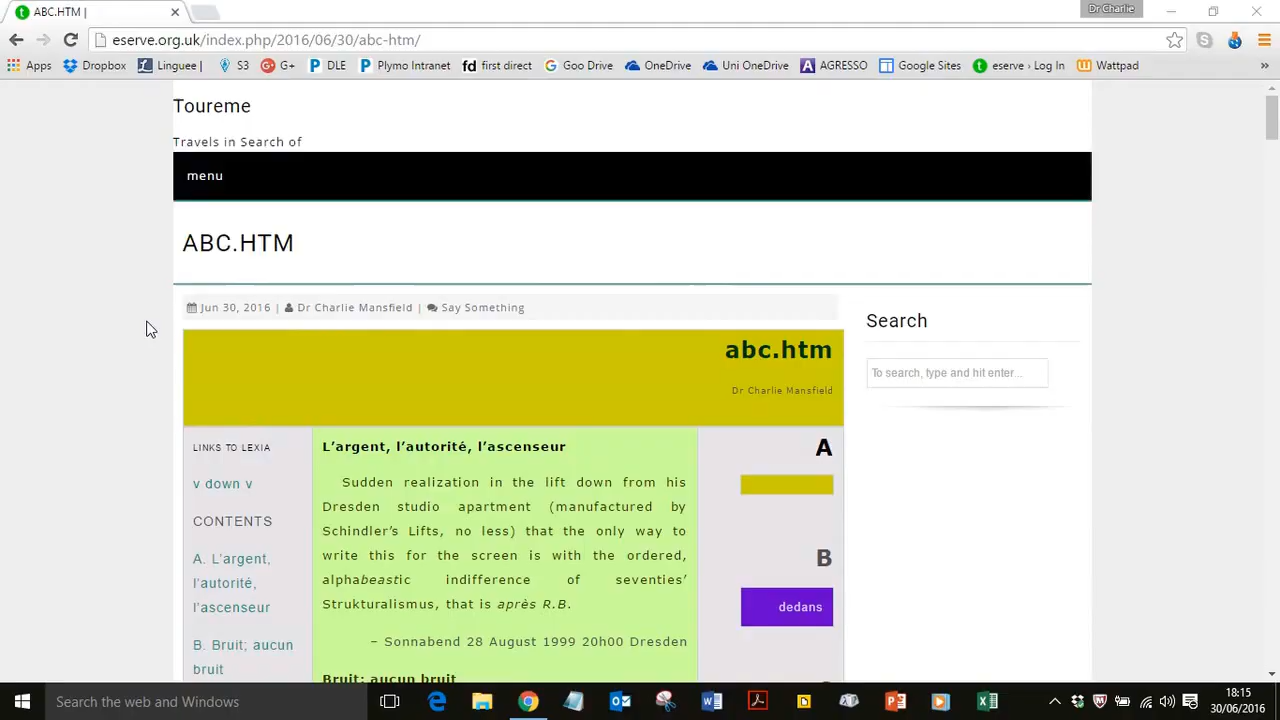 ABC.HTM |
Dr Charlie
eserve.org.uk/index.php/2016/06/30/abc-htm/
Apps Dropbox Linguee | S3 G+ DLE Plymo Intranet first direct Goo Drive OneDrive Uni OneDrive AGRESSO Google Sites eserve › Log In Wattpad »
Toureme
Travels in Search of
menu
ABC.HTM
Jun 30, 2016 | Dr Charlie Mansfield | Say Something
Search
To search, type and hit enter...
abc.htm
Dr Charlie Mansfield
LINKS TO LEXIA
v down v
CONTENTS
A. L’argent,
l’autorité,
l’ascenseur
B. Bruit; aucun
bruit
L’argent, l’autorité, l’ascenseur
Sudden realization in the lift down from his
Dresden studio apartment (manufactured by
Schindler’s Lifts, no less) that the only way to
write this for the screen is with the ordered,
alphabeastic indifference of seventies’
Strukturalismus, that is après R.B.
– Sonnabend 28 August 1999 20h00 Dresden
Bruit; aucun bruit
A
B
dedans
Search the web and Windows
18:15
30/06/2016